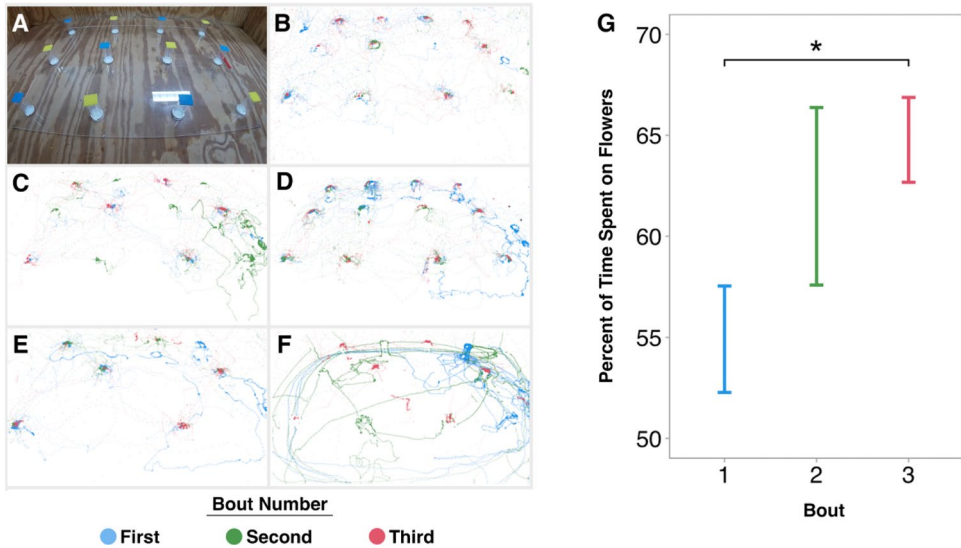 A
B
C
D
E
F
Bout Number
First
Second
Third
G
Percent of Time Spent on Flowers
70
65
60
55
50
*
1 2 3
Bout